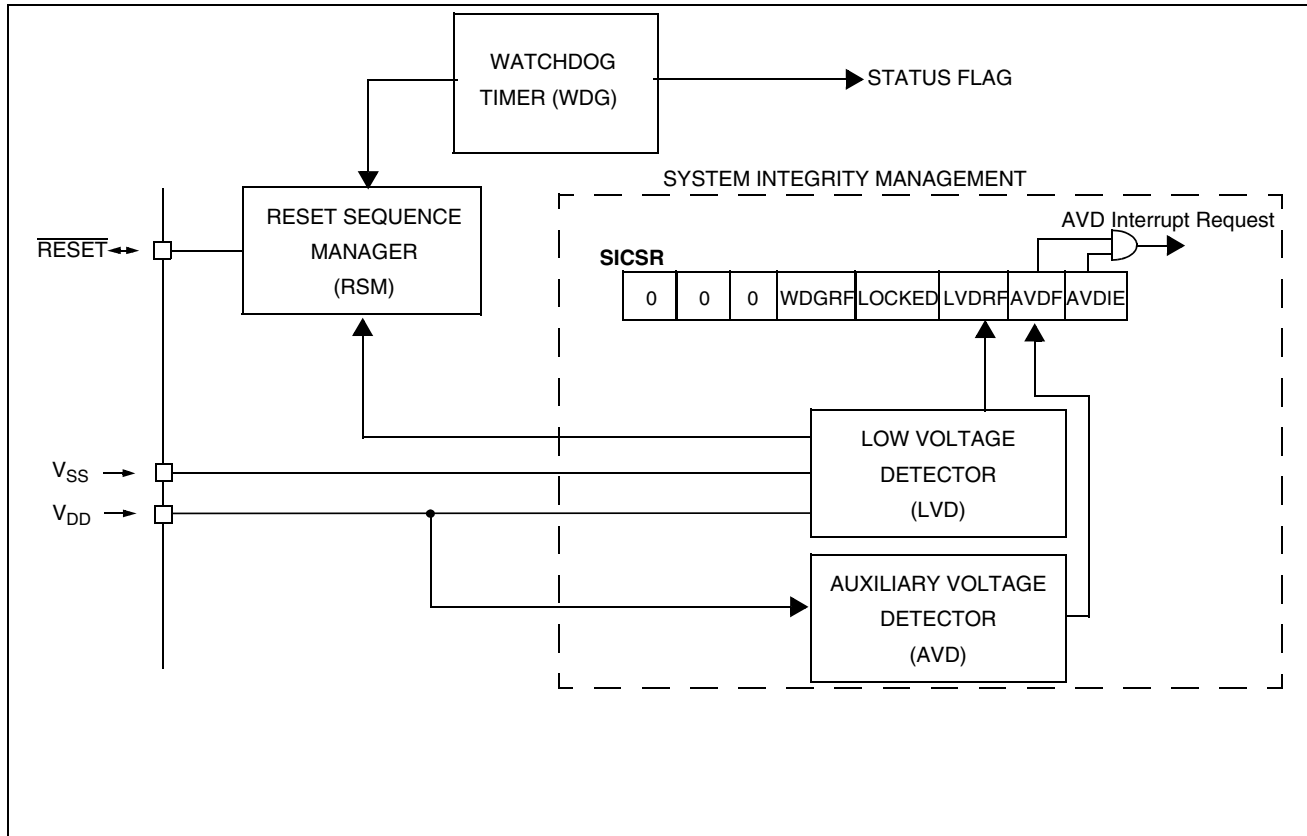 WATCHDOG
TIMER (WDG)
STATUS FLAG
SYSTEM INTEGRITY MANAGEMENT
RESET SEQUENCE
MANAGER
(RSM)
RESET
AVD Interrupt Request
SICSR
0 0 0 WDGRF LOCKED LVDRF AVDF AVDIE
LOW VOLTAGE
DETECTOR
(LVD)
VSS
VDD
AUXILIARY VOLTAGE
DETECTOR
(AVD)